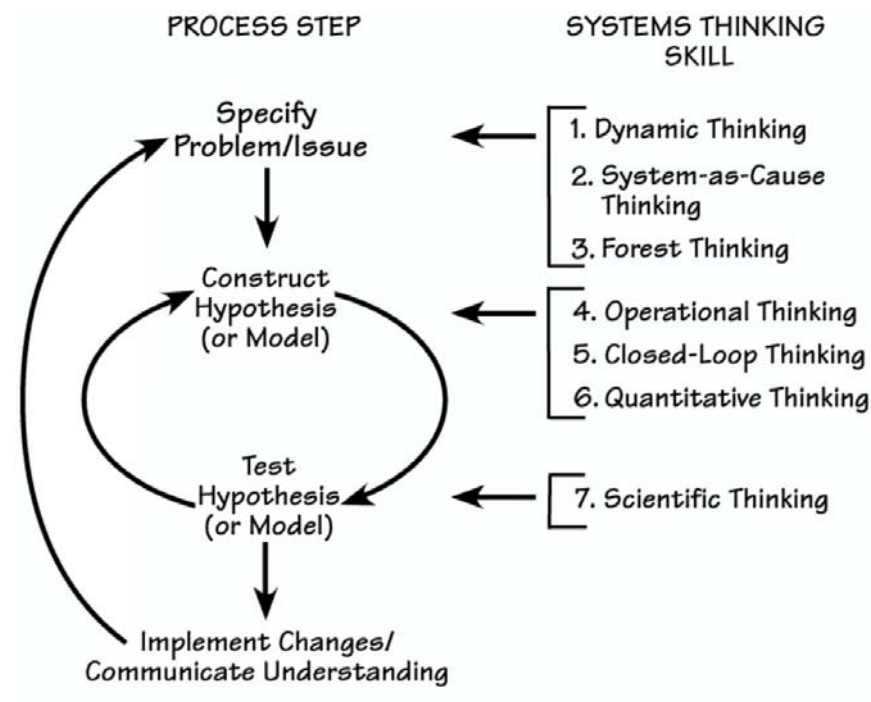 PROCESS STEP
SYSTEMS THINKING
SKILL
Specify
Problem/Issue
1. Dynamic Thinking
2. System-as-Cause
Thinking
3. Forest Thinking
Construct
Hypothesis
(or Model)
4. Operational Thinking
5. Closed-Loop Thinking
6. Quantitative Thinking
Test
Hypothesis
(or Model)
7. Scientific Thinking
Implement Changes/
Communicate Understanding